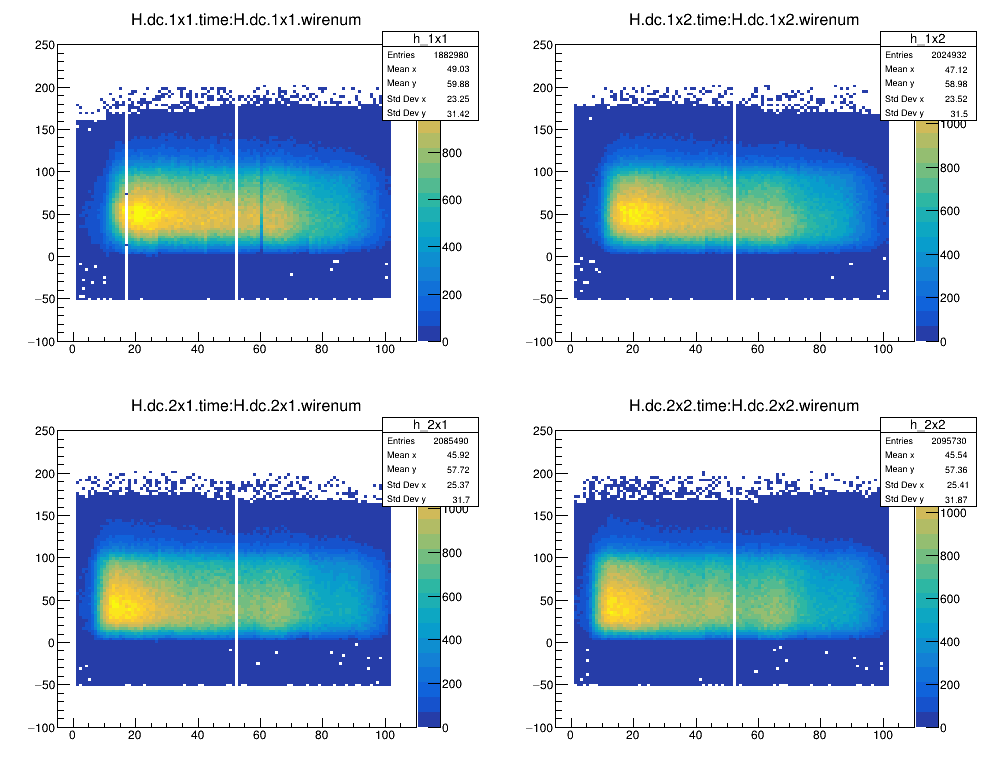 H.dc.1x1.time:H.dc.1x1.wirenum
h_1x1
Entries 1882980
Mean x 49.03
Mean y 59.88
Std Dev x 23.25
Std Dev y 31.42
250
200
150
100
50
0
−50
−100
0 20 40 60 80 100
800
600
400
200
0
H.dc.1x2.time:H.dc.1x2.wirenum
h_1x2
Entries 2024932
Mean x 47.12
Mean y 58.98
Std Dev x 23.52
Std Dev y 31.5
250
200
150
100
50
0
−50
−100
0 20 40 60 80 100
1000
800
600
400
200
0
H.dc.2x1.time:H.dc.2x1.wirenum
h_2x1
Entries 2085490
Mean x 45.92
Mean y 57.72
Std Dev x 25.37
Std Dev y 31.7
250
200
150
100
50
0
−50
−100
0 20 40 60 80 100
1000
800
600
400
200
0
H.dc.2x2.time:H.dc.2x2.wirenum
h_2x2
Entries 2095730
Mean x 45.54
Mean y 57.36
Std Dev x 25.41
Std Dev y 31.87
250
200
150
100
50
0
−50
−100
0 20 40 60 80 100
1000
800
600
400
200
0